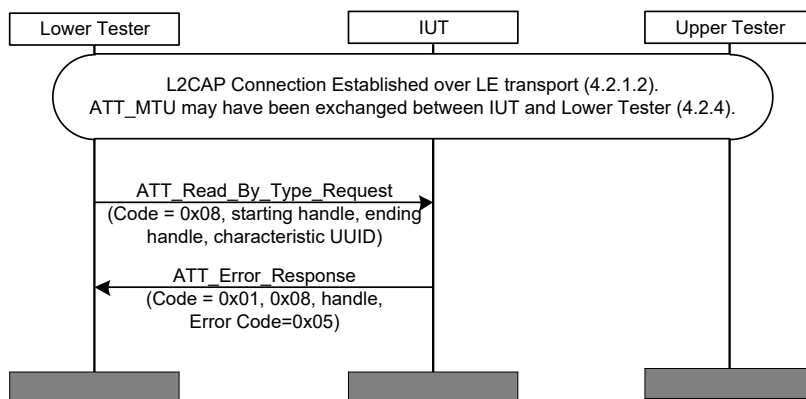 Lower Tester
IUT
Upper Tester
L2CAP Connection Established over LE transport (4.2.1.2).
ATT_MTU may have been exchanged between IUT and Lower Tester (4.2.4).
ATT_Read_By_Type_Request
(Code = 0x08, starting handle, ending
handle, characteristic UUID)
ATT_Error_Response
(Code = 0x01, 0x08, handle,
Error Code=0x05)